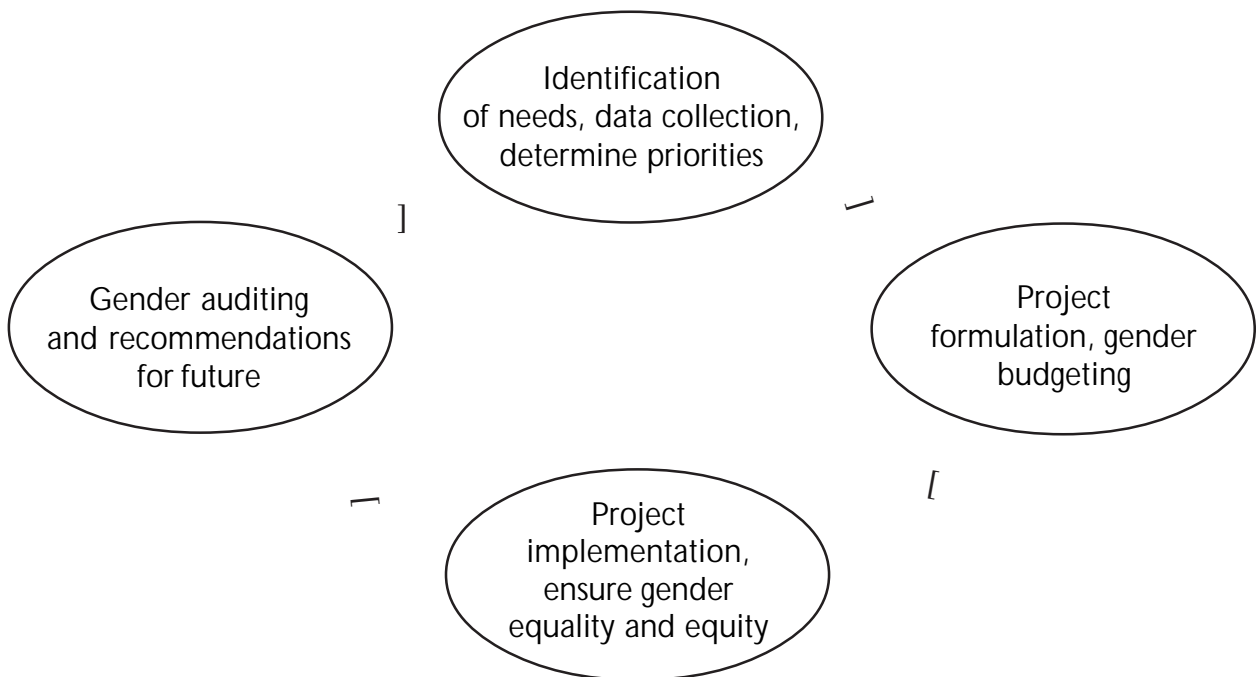 Identification
of needs, data collection,
determine priorities
]
]
Gender auditing
and recommendations
for future
Project
formulation, gender
budgeting
[
[
Project
implementation,
ensure gender
equality and equity